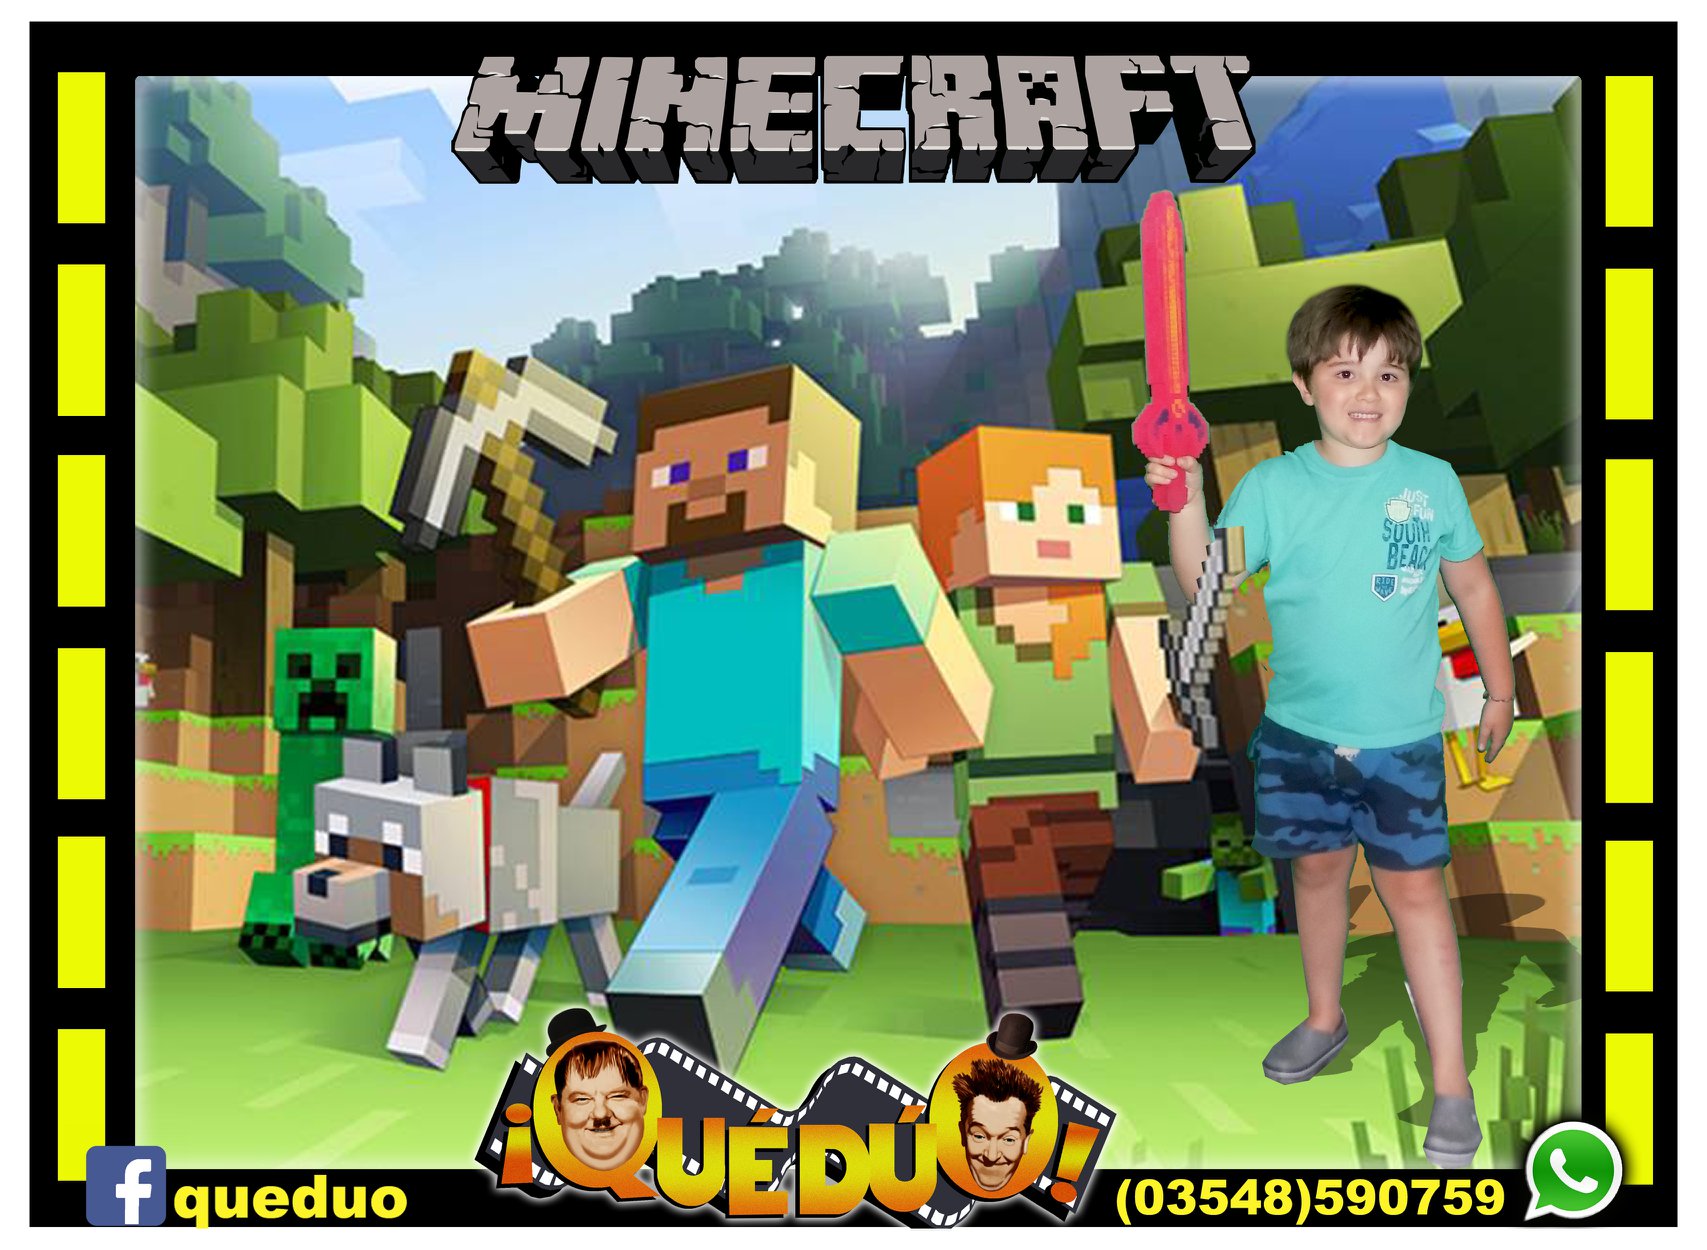 MINECRAFT
JUST
FUN
SOUTH
BEACH
queduo
¡QUÉ DÚO!
(03548)590759